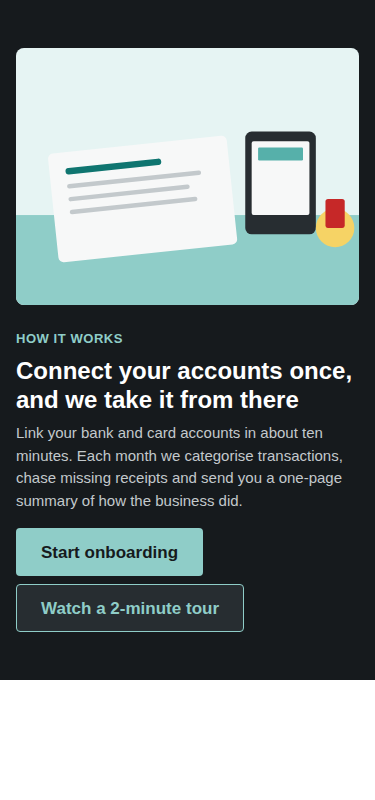 HOW IT WORKS
Connect your accounts once,
and we take it from there
Link your bank and card accounts in about ten
minutes. Each month we categorise transactions,
chase missing receipts and send you a one-page
summary of how the business did.
Start onboarding
Watch a 2-minute tour